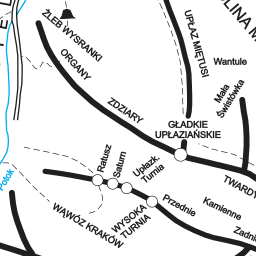 ŻLEB WYSRANKI
ORGANY
ZDZIARY
UPŁAZ MIĘTUSI
LINA M
Wantule
Mała
Świstówka
GŁADKIE
UPŁAZIAŃSKIE
Ratusz
Saturn
Upłazk.
Turnia
TWARDY
Potok
WĄWÓZ KRAKÓW
WYSOKA
TURNIA
Przednie
Kamienne
Zadni